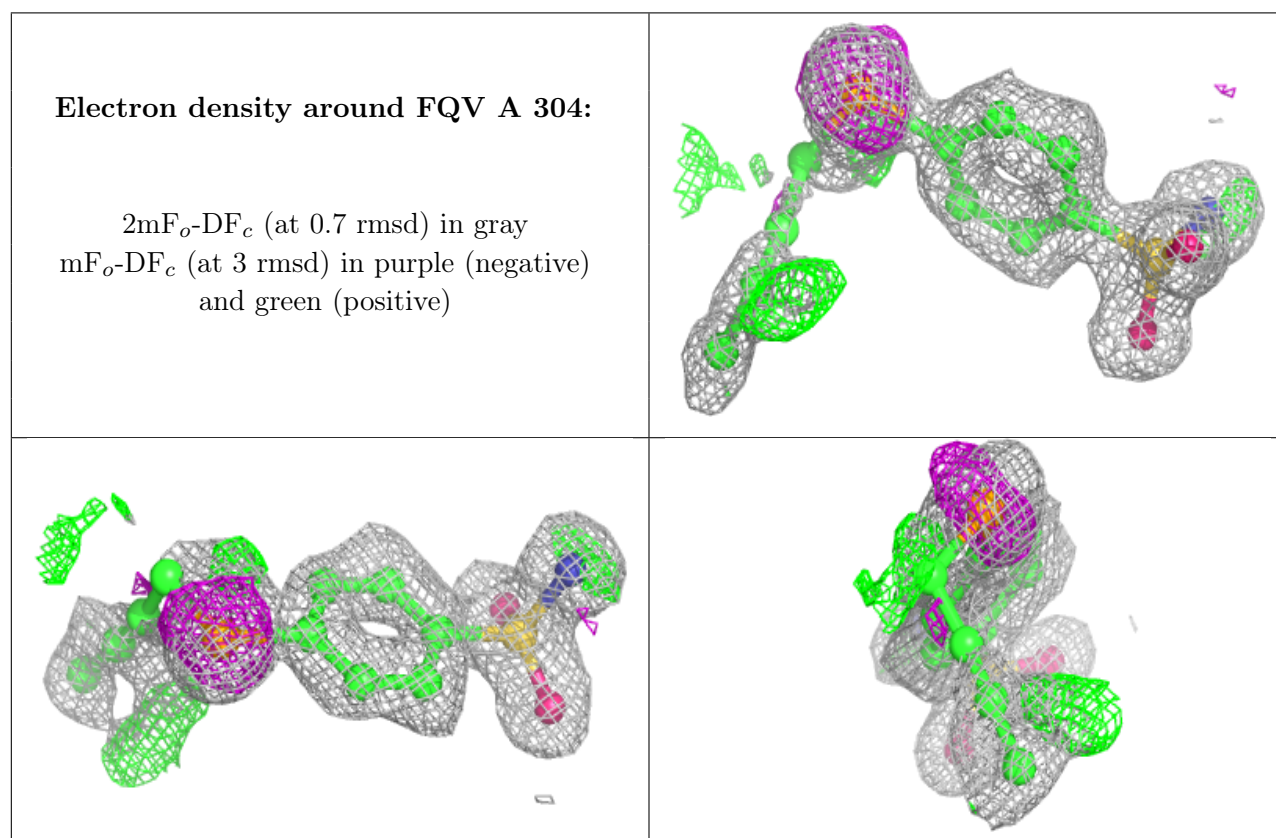 Electron density around FQV A 304:
2mFo-DFc (at 0.7 rmsd) in gray
mFo-DFc (at 3 rmsd) in purple (negative)
and green (positive)